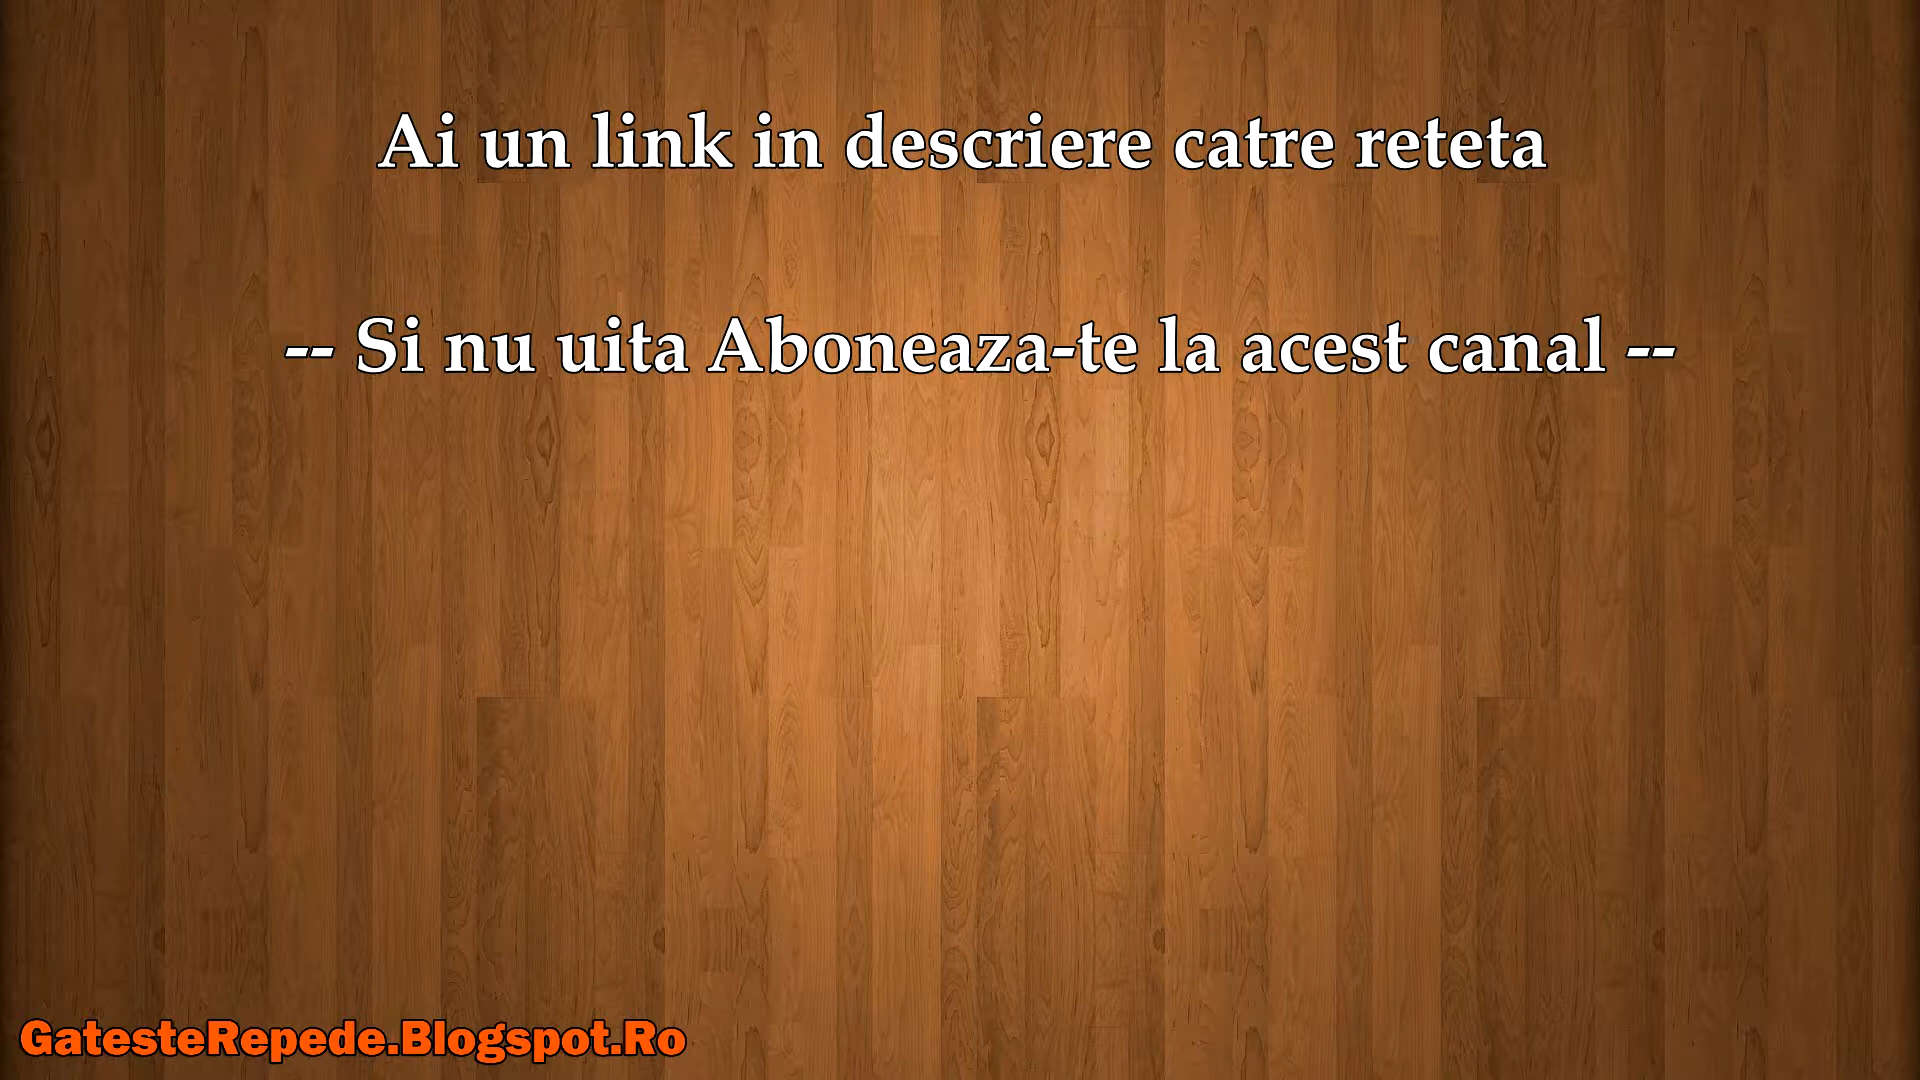 Ai un link in descriere catre reteta
-- Si nu uita Aboneaza-te la acest canal --
GatesteRepede.Blogspot.Ro